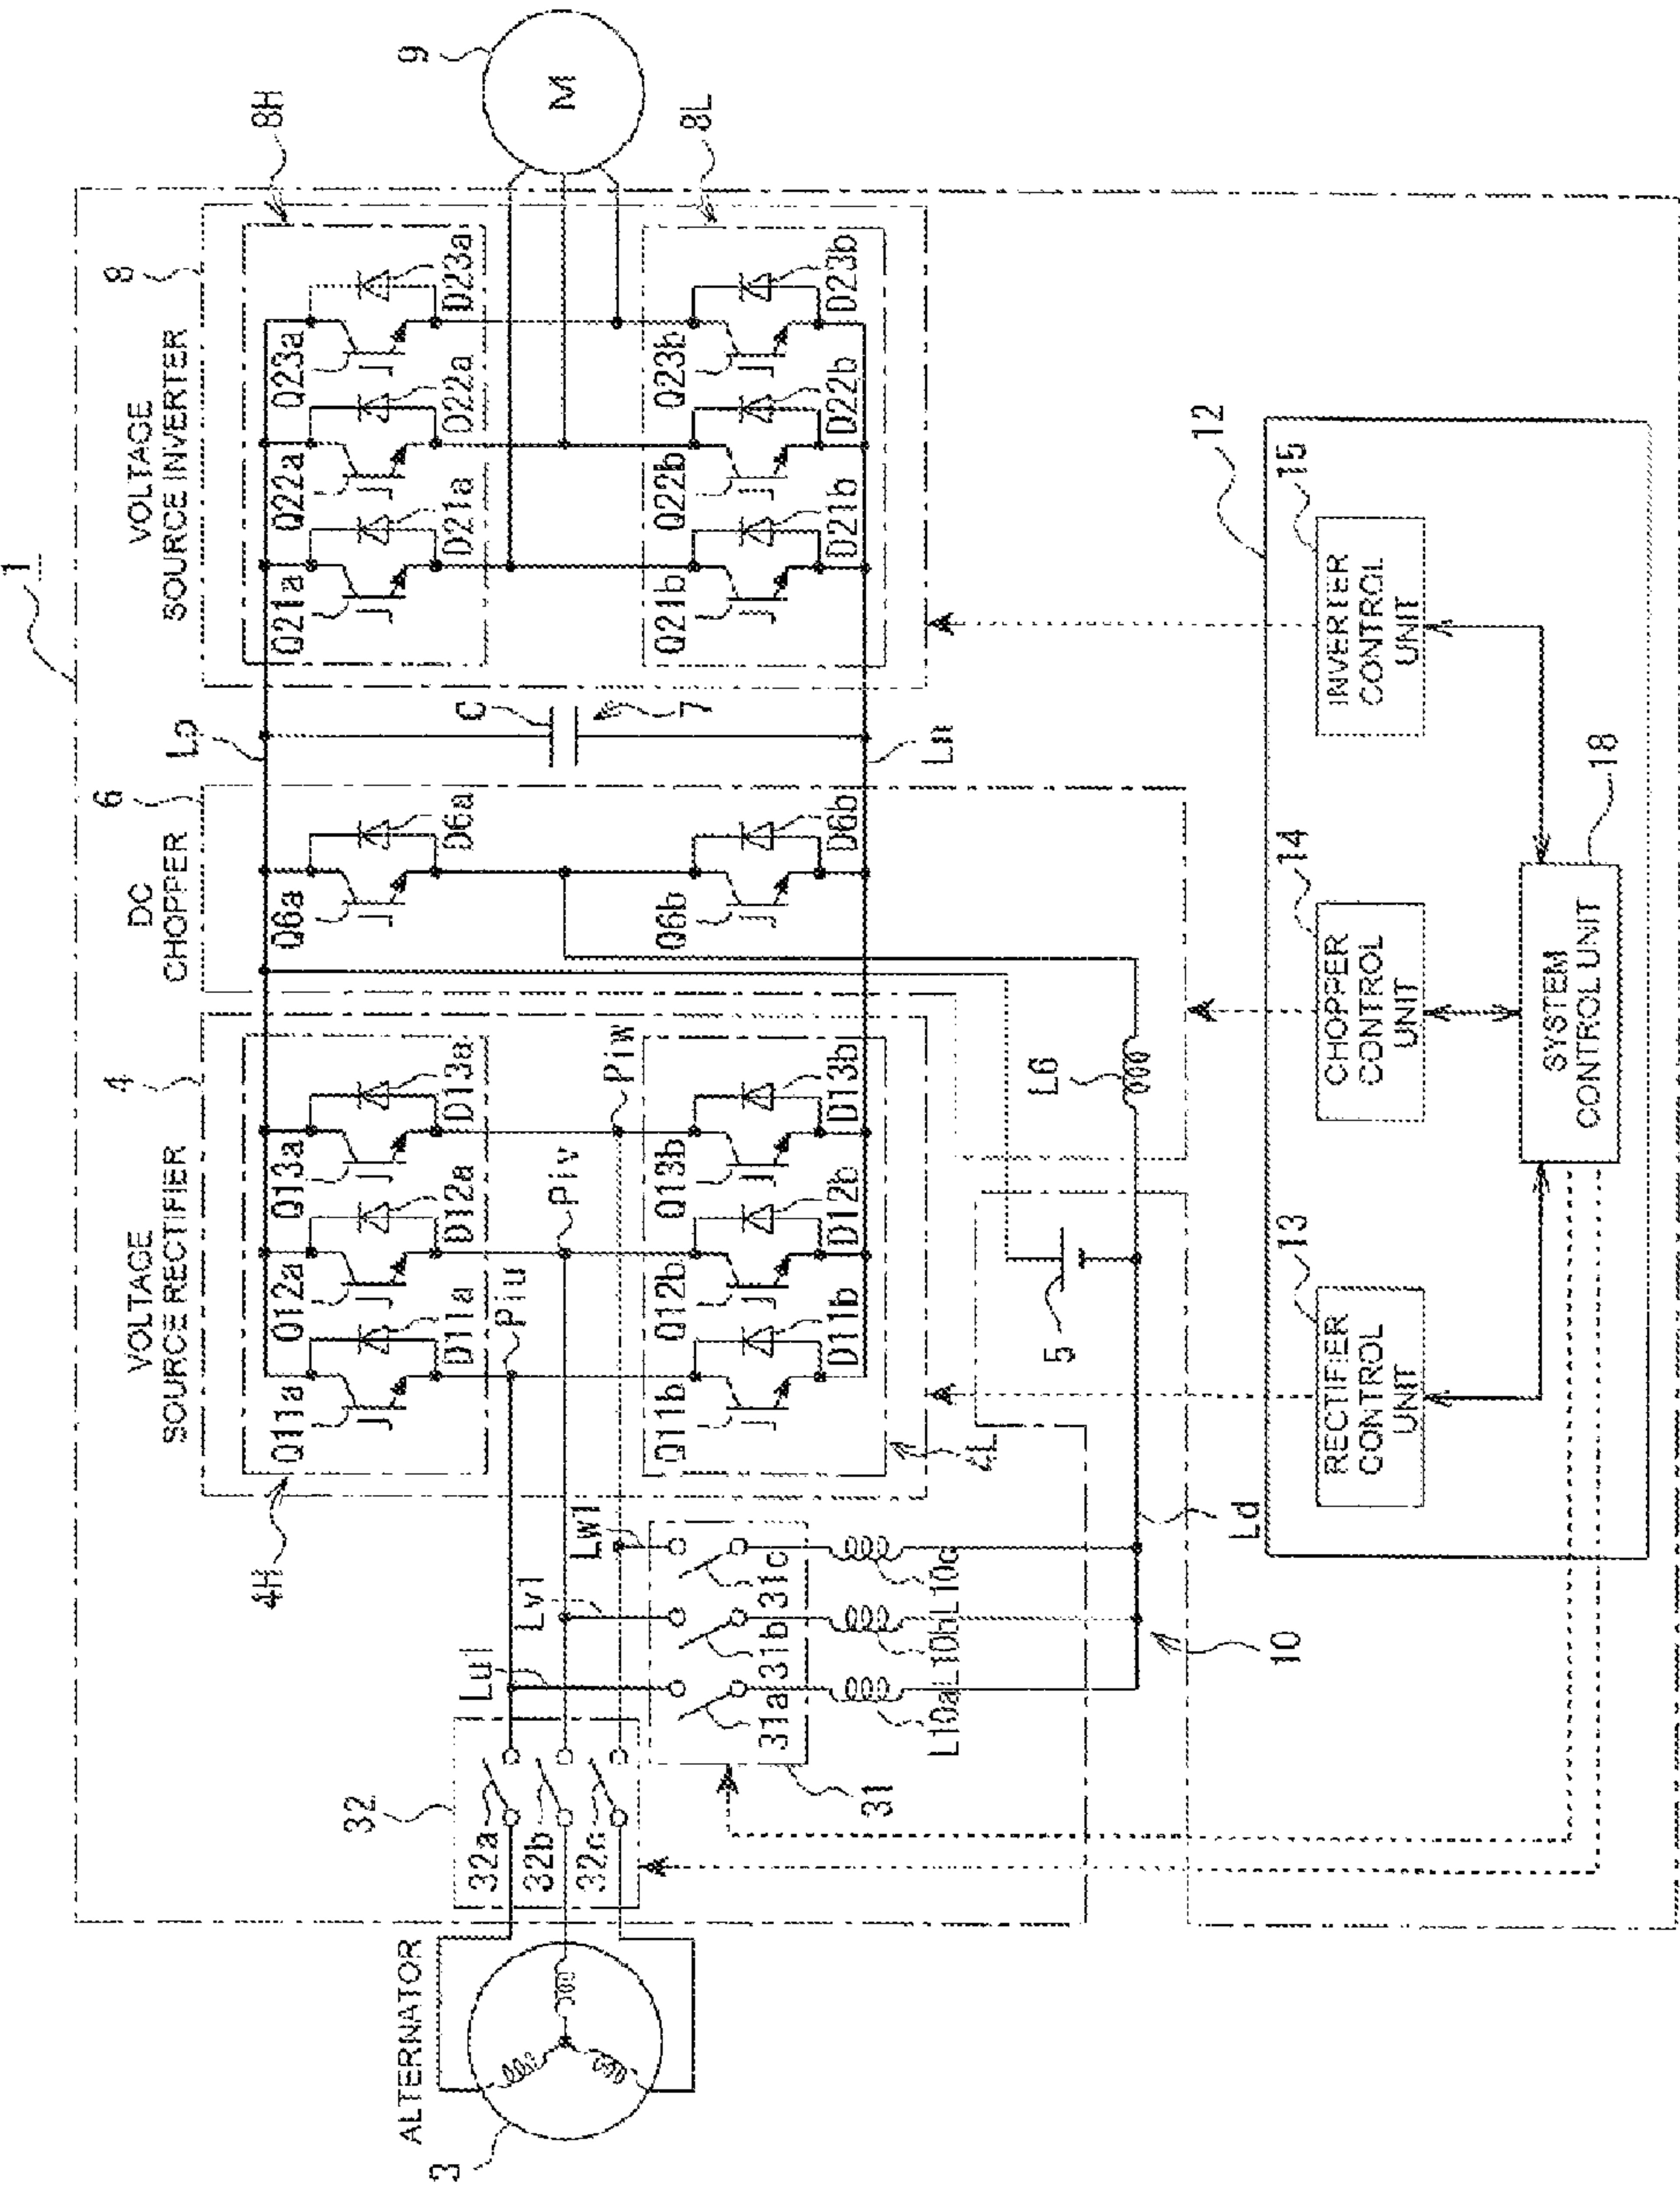 1
VOLTAGE
SOURCE RECTIFIER
4
DC
CHOPPER
6
VOLTAGE
SOURCE INVERTER
8
4H
8H
Lp
Q11a
Q12a
Q13a
D11a
D12a
D13a
Q6a
D6a
Q21a
Q22a
Q23a
D21a
D22a
D23a
ALTERNATOR
3
32
32a
32b
32c
Lu1
Lv1
Lw1
Piu
Piv
Piw
C
7
M
9
Q11b
Q12b
Q13b
D11b
D12b
D13b
Q6b
D6b
Q21b
Q22b
Q23b
D21b
D22b
D23b
8L
4L
Ln
31a
31b
31c
31
L10a
L10b
L10c
10
5
L6
Ld
12
RECTIFIER
CONTROL
UNIT
13
CHOPPER
CONTROL
UNIT
14
INVERTER
CONTROL
UNIT
15
SYSTEM
CONTROL UNIT
18